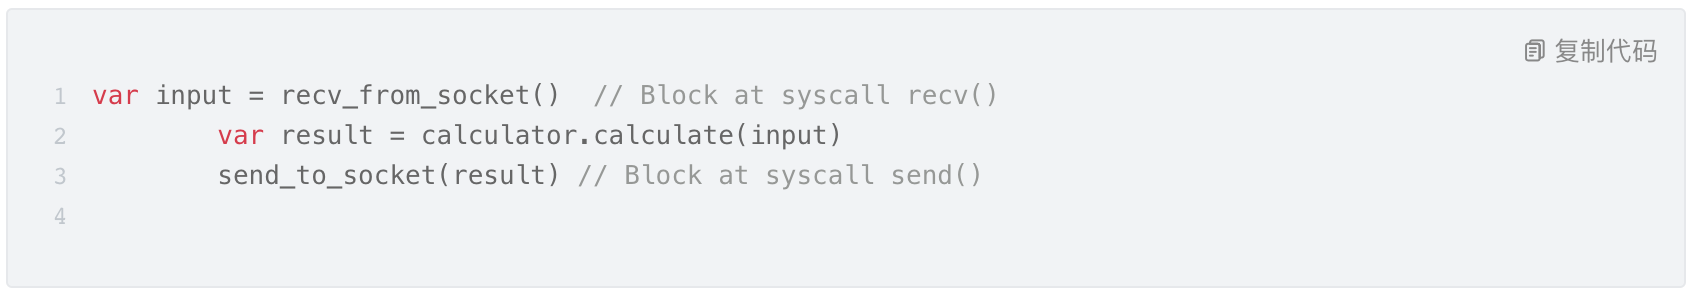 复制代码
1 var input = recv_from_socket()  // Block at syscall recv()
2         var result = calculator.calculate(input)
3         send_to_socket(result) // Block at syscall send()
4